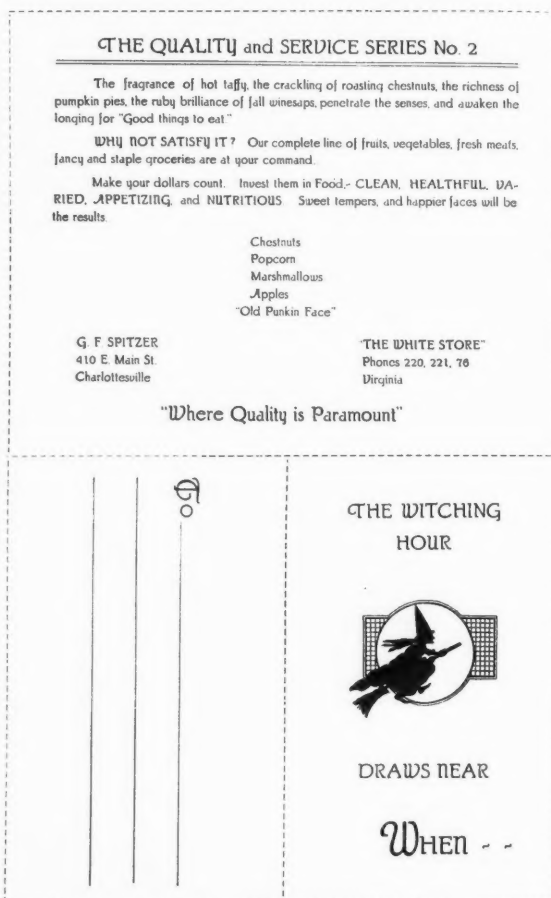 THE QUALITY and SERVICE SERIES No. 2
The fragrance of hot taffy, the crackling of roasting chestnuts, the richness of
pumpkin pies, the ruby brilliance of fall winesaps, penetrate the senses, and awaken the
longing for "Good things to eat."
WHY NOT SATISFY IT? Our complete line of fruits, vegetables, fresh meats,
fancy and staple groceries are at your command.
Make your dollars count. Invest them in Food,- CLEAN, HEALTHFUL, VA-
RIED, APPETIZING, and NUTRITIOUS Sweet tempers, and happier faces will be
the results.
Chestnuts
Popcorn
Marshmallows
Apples
"Old Punkin Face"
G. F. SPITZER
410 E. Main St.
Charlottesville
"THE WHITE STORE"
Phones 220, 221, 76
Virginia
"Where Quality is Paramount"
To
THE WITCHING
HOUR
DRAWS NEAR
WHEN - -